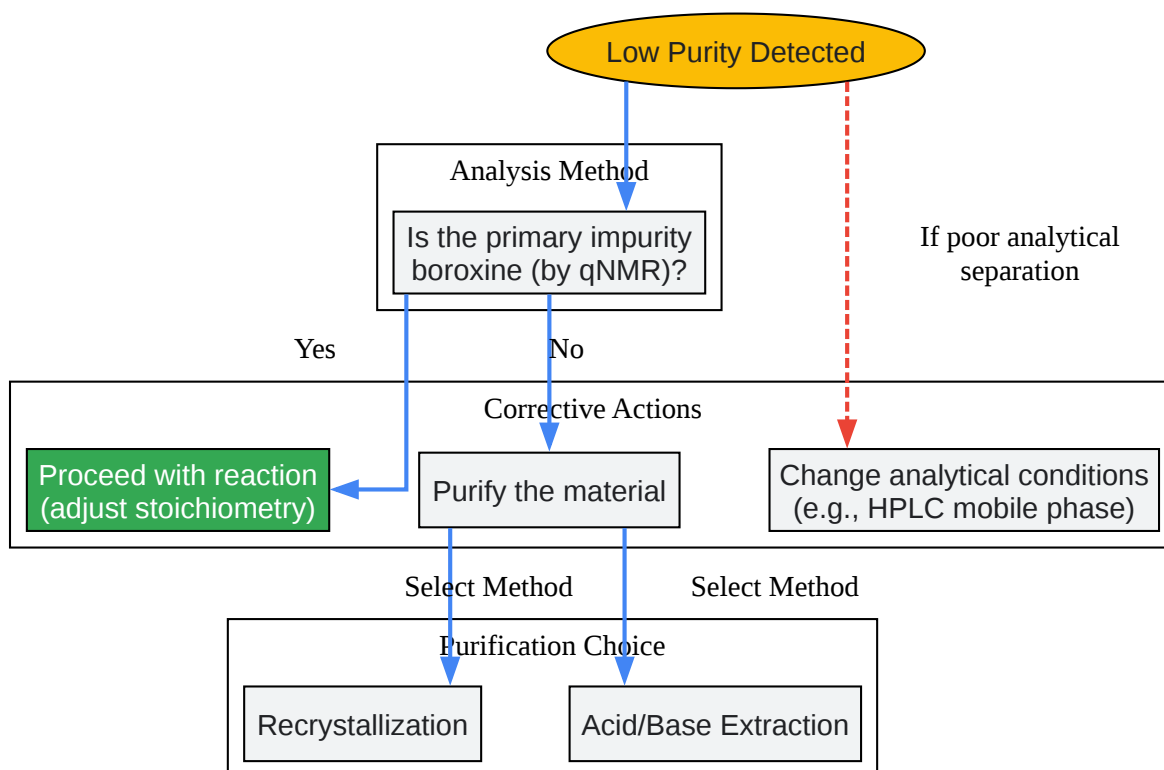 Low Purity Detected
Analysis Method
Is the primary impurity
boroxine (by qNMR)?
If poor analytical
separation
Yes
No
Corrective Actions
Proceed with reaction
(adjust stoichiometry)
Purify the material
Change analytical conditions
(e.g., HPLC mobile phase)
Select Method
Select Method
Purification Choice
Recrystallization
Acid/Base Extraction